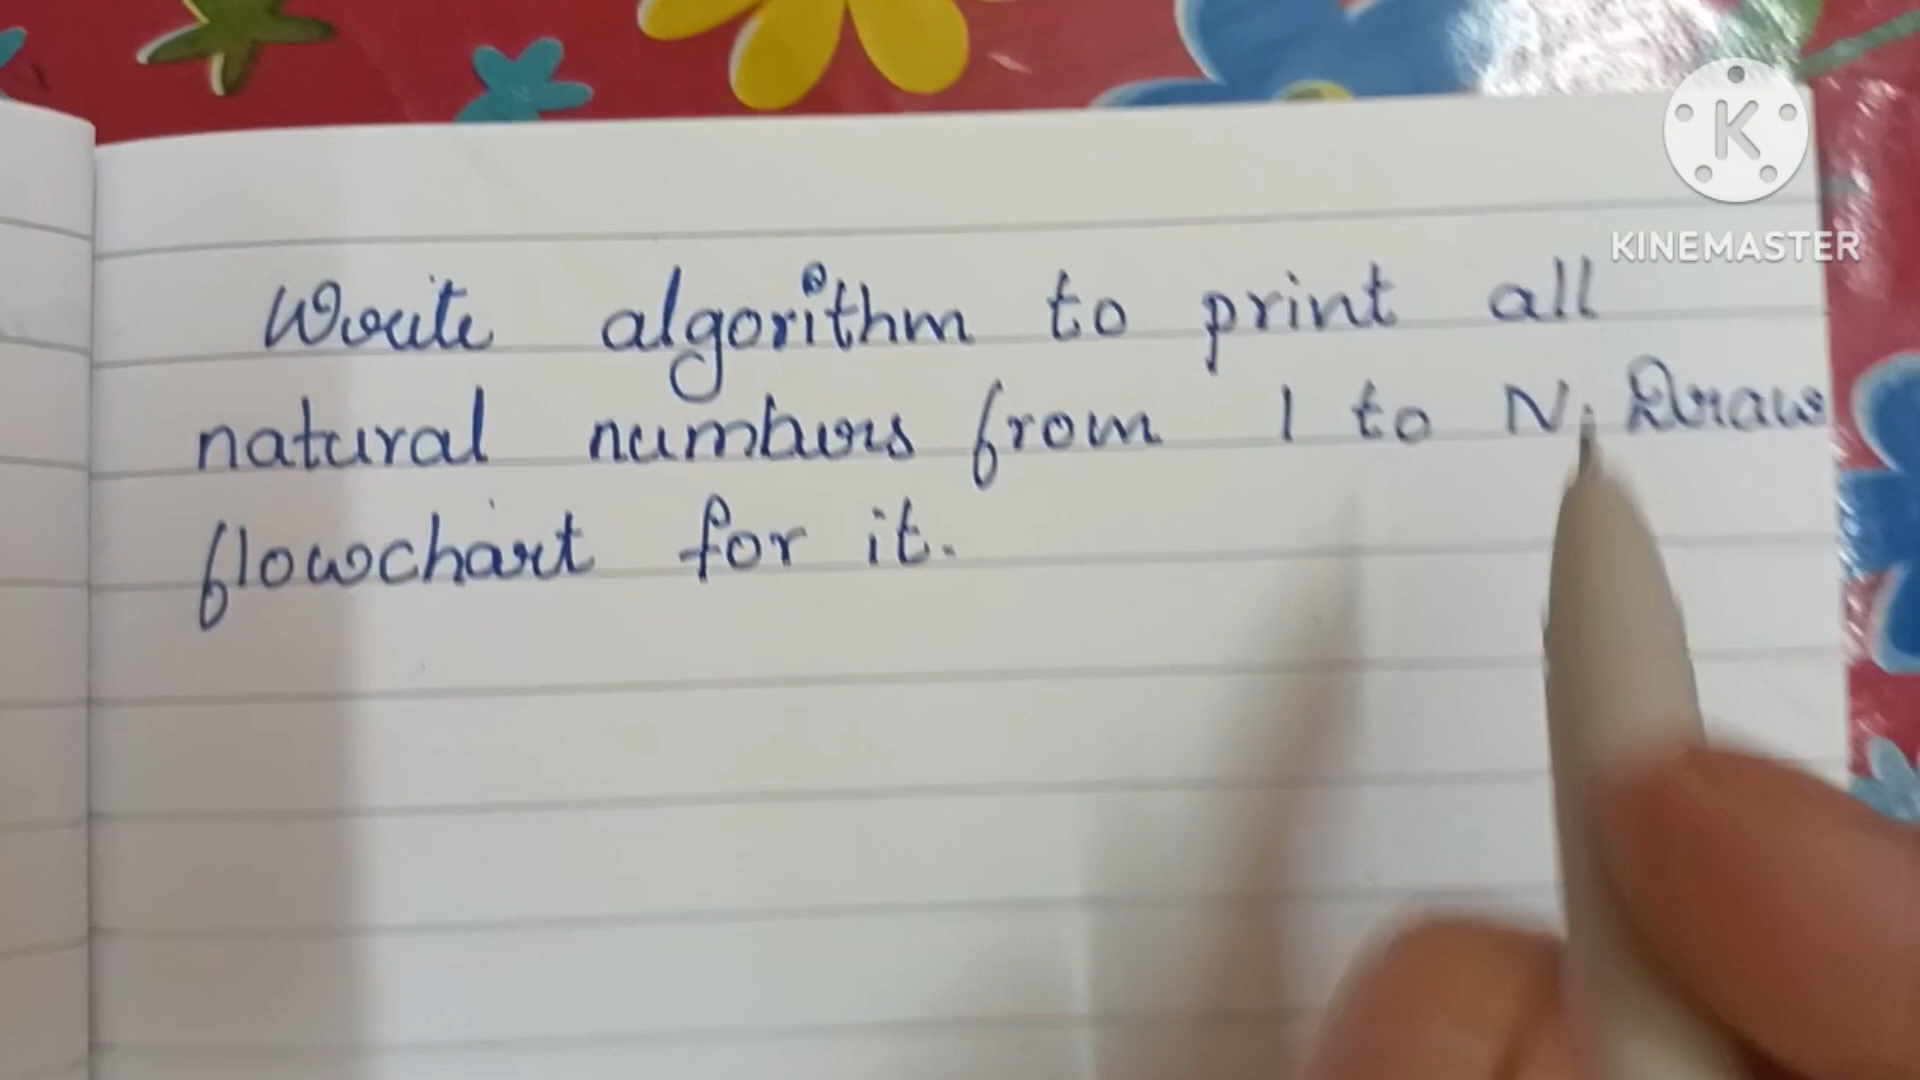 Write algorithm to print all
natural numbers from 1 to N. Draw
flowchart for it.
K
KINEMASTER